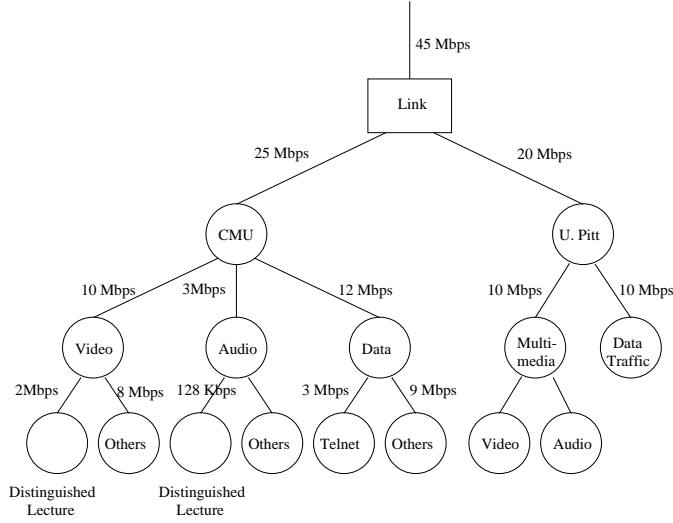 45 Mbps
Link
25 Mbps
20 Mbps
CMU
U. Pitt
10 Mbps
3Mbps
12 Mbps
10 Mbps
10 Mbps
Video
Audio
Data
Multi-
media
Data
Traffic
2Mbps
8 Mbps
128 Kbps
3 Mbps
9 Mbps
Others
Others
Telnet
Others
Video
Audio
Distinguished
Lecture
Distinguished
Lecture